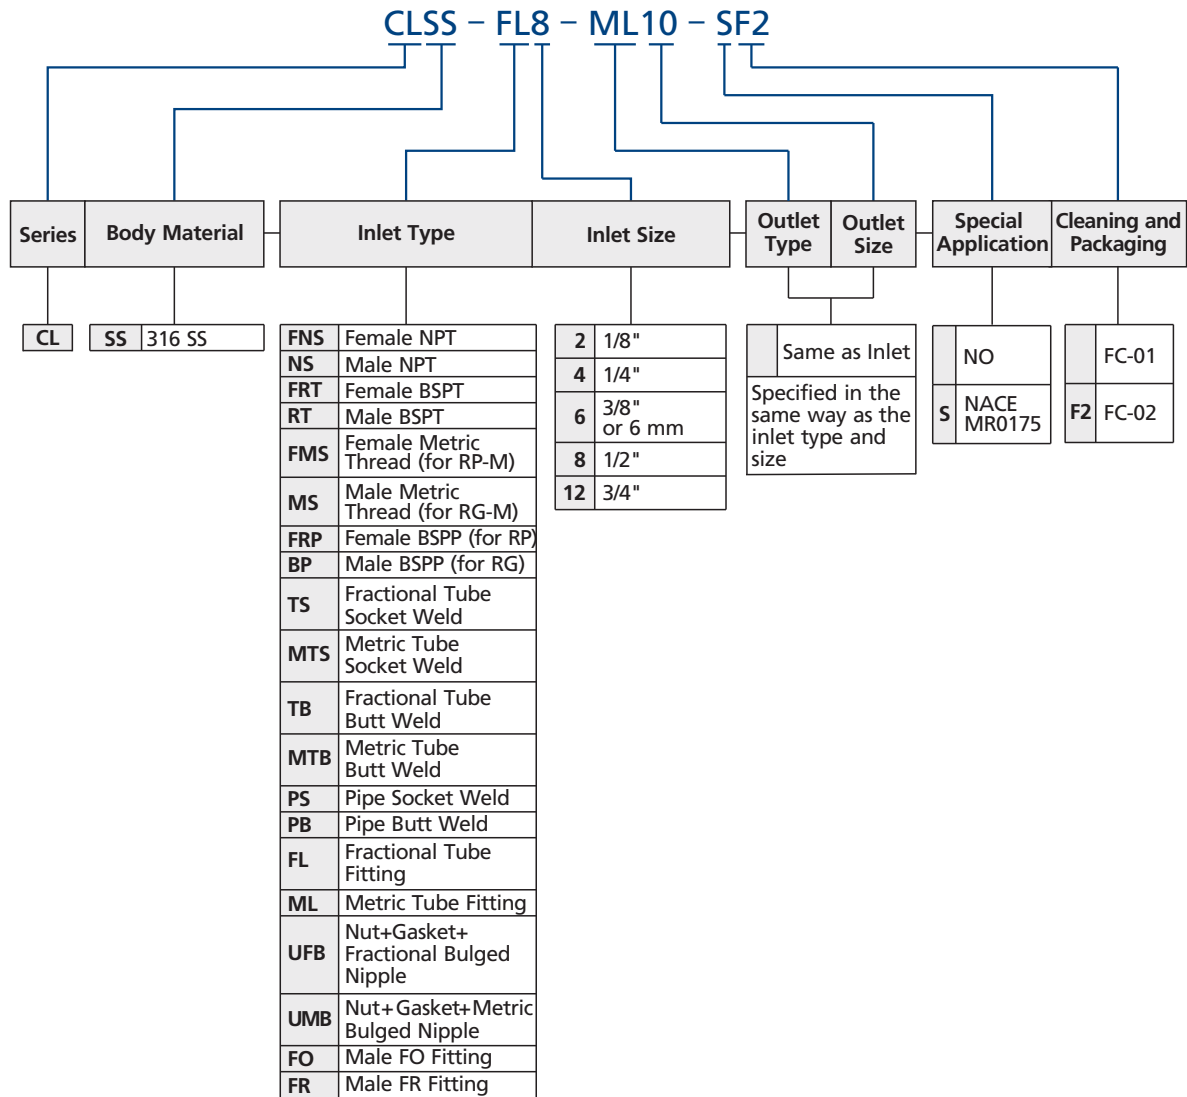 CLSS – FL8 – ML10 – SF2
Series
Body Material
Inlet Type
Inlet Size
Outlet
Type
Outlet
Size
Special
Application
Cleaning and
Packaging
CL
SS 316 SS
FNS Female NPT
NS Male NPT
FRT Female BSPT
RT Male BSPT
FMS Female Metric
Thread (for RP-M)
MS Male Metric
Thread (for RG-M)
FRP Female BSPP (for RP)
BP Male BSPP (for RG)
TS Fractional Tube
Socket Weld
MTS Metric Tube
Socket Weld
TB Fractional Tube
Butt Weld
MTB Metric Tube
Butt Weld
PS Pipe Socket Weld
PB Pipe Butt Weld
FL Fractional Tube
Fitting
ML Metric Tube Fitting
UFB Nut+Gasket+
Fractional Bulged
Nipple
UMB Nut+Gasket+Metric
Bulged Nipple
FO Male FO Fitting
FR Male FR Fitting
2 1/8"
4 1/4"
6 3/8"
or 6 mm
8 1/2"
12 3/4"
Same as Inlet
Specified in the
same way as the
inlet type and
size
NO
S NACE
MR0175
FC-01
F2 FC-02